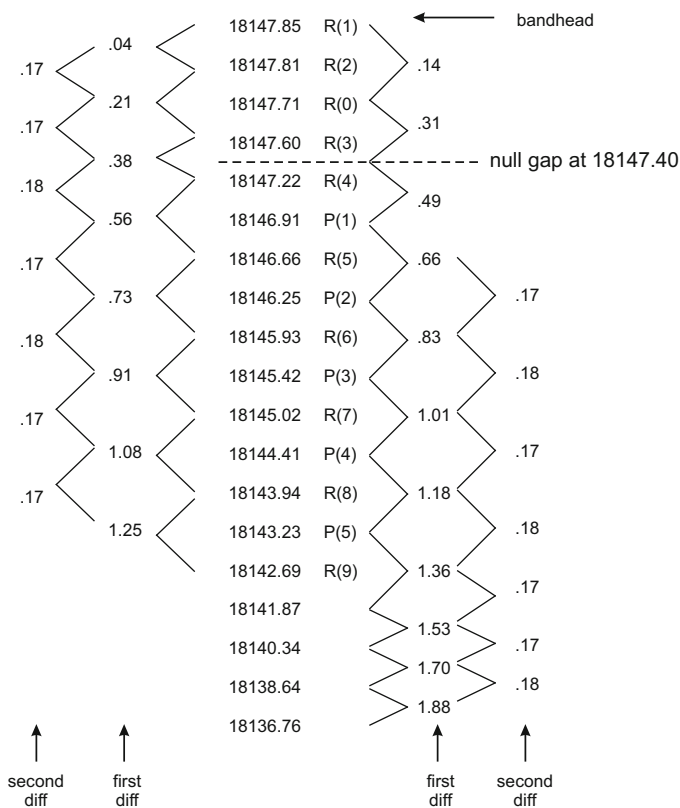 18147.85 R(1) bandhead
.04
18147.81 R(2) .14
.17
.21 18147.71 R(0)
.17 .31
18147.60 R(3)
.38 null gap at 18147.40
.18 18147.22 R(4)
.49
.56 18146.91 P(1)
.17 18146.66 R(5) .66
.73 18146.25 P(2) .17
.18 18145.93 R(6) .83
.91 18145.42 P(3) .18
.17 18145.02 R(7) 1.01
1.08 18144.41 P(4) .17
.17 18143.94 R(8) 1.18
1.25 18143.23 P(5) .18
18142.69 R(9) 1.36
.17
18141.87
1.53
18140.34 .17
1.70
18138.64 .18
1.88
18136.76
second first first second
diff diff diff diff